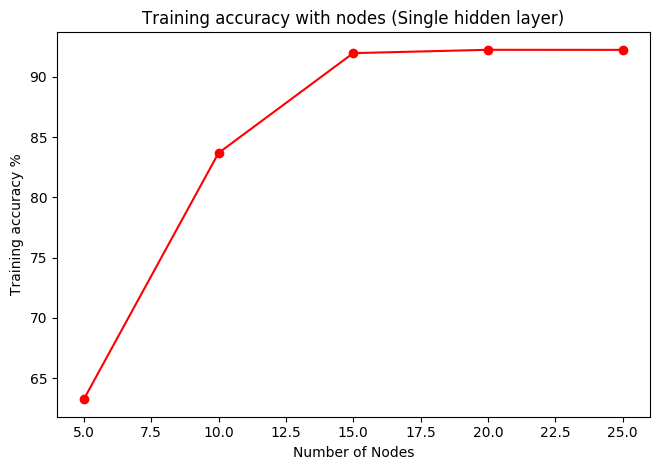 Training accuracy with nodes (Single hidden layer)
Training accuracy %
90
85
80
75
70
65
5.0 7.5 10.0 12.5 15.0 17.5 20.0 22.5 25.0
Number of Nodes